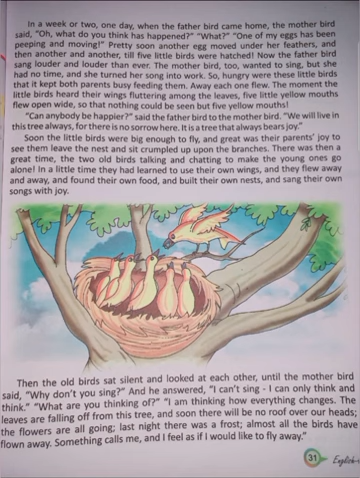 In a week or two, one day, when the father bird came home, the mother bird
said, "Oh, what do you think has happened?" "What?" "One of my eggs has been
peeping and moving!" Pretty soon another egg moved under her feathers, and
then another and another, till five little birds were hatched! Now the father bird
sang louder and louder than ever. The mother bird, too, wanted to sing, but she
had no time, and she turned her song into work. So, hungry were these little birds
that it kept both parents busy feeding them. Away each one flew. The moment the
little birds heard their wings fluttering among the leaves, five little yellow mouths
flew open wide, so that nothing could be seen but five yellow mouths!
"Can anybody be happier?" said the father bird to the mother bird. "We will live in
this tree always, for there is no sorrow here. It is a tree that always bears joy."
Soon the little birds were big enough to fly, and great was their parents' joy to
see them leave the nest and sit crumpled up upon the branches. There was then a
great time, the two old birds talking and chatting to make the young ones go
alone! In a little time they had learned to use their own wings, and they flew away
and away, and found their own food, and built their own nests, and sang their own
songs with joy.
Then the old birds sat silent and looked at each other, until the mother bird
said, "Why don't you sing?" And he answered, "I can't sing - I can only think and
think." "What are you thinking of?" "I am thinking how everything changes. The
leaves are falling off from this tree, and soon there will be no roof over our heads;
the flowers are all going; last night there was a frost; almost all the birds have
flown away. Something calls me, and I feel as if I would like to fly away."
31 English